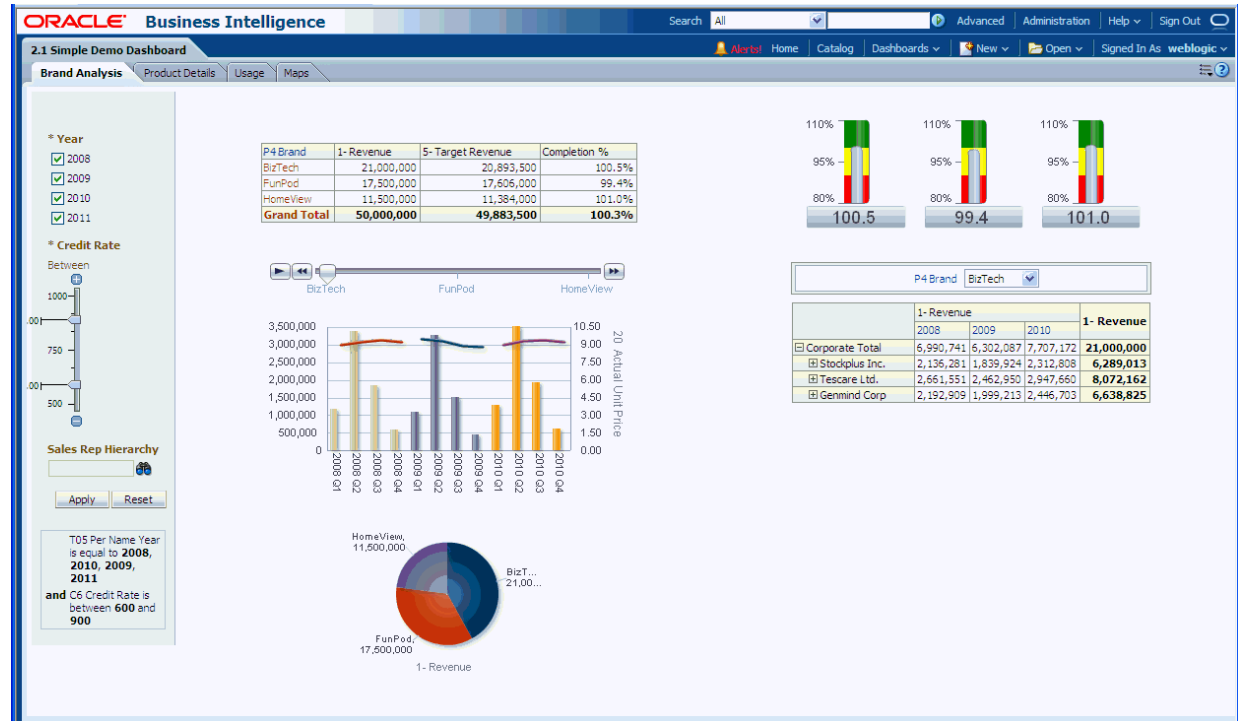 ORACLE® Business Intelligence
Search All Advanced Administration Help Sign Out
2.1 Simple Demo Dashboard
Alerts! Home Catalog Dashboards New Open Signed In As weblogic
Brand Analysis Product Details Usage Maps
* Year
2008
2009
2010
2011
* Credit Rate
Between
1000
.00
750
.00
500
Sales Rep Hierarchy
Apply Reset
T05 Per Name Year
is equal to 2008,
2010, 2009,
2011
and C6 Credit Rate is
between 600 and
900
P4 Brand 1- Revenue 5- Target Revenue Completion %
BizTech 21,000,000 20,893,500 100.5%
FunPod 17,500,000 17,606,000 99.4%
HomeView 11,500,000 11,384,000 101.0%
Grand Total 50,000,000 49,883,500 100.3%
BizTech FunPod HomeView
3,500,000
3,000,000
2,500,000
2,000,000
1,500,000
1,000,000
500,000
0
10.50
9.00
7.50
6.00
4.50
3.00
1.50
0.00
20 Actual Unit Price
2008 Q1
2008 Q2
2008 Q3
2008 Q4
2009 Q1
2009 Q2
2009 Q3
2009 Q4
2010 Q1
2010 Q2
2010 Q3
2010 Q4
HomeView,
11,500,000
BizT...
21,00...
FunPod,
17,500,000
1- Revenue
110% 110% 110%
95% 95% 95%
80% 80% 80%
100.5 99.4 101.0
P4 Brand BizTech
1- Revenue 1- Revenue
2008 2009 2010
Corporate Total 6,990,741 6,302,087 7,707,172 21,000,000
Stockplus Inc. 2,136,281 1,839,924 2,312,808 6,289,013
Tescare Ltd. 2,661,551 2,462,950 2,947,660 8,072,162
Genmind Corp 2,192,909 1,999,213 2,446,703 6,638,825